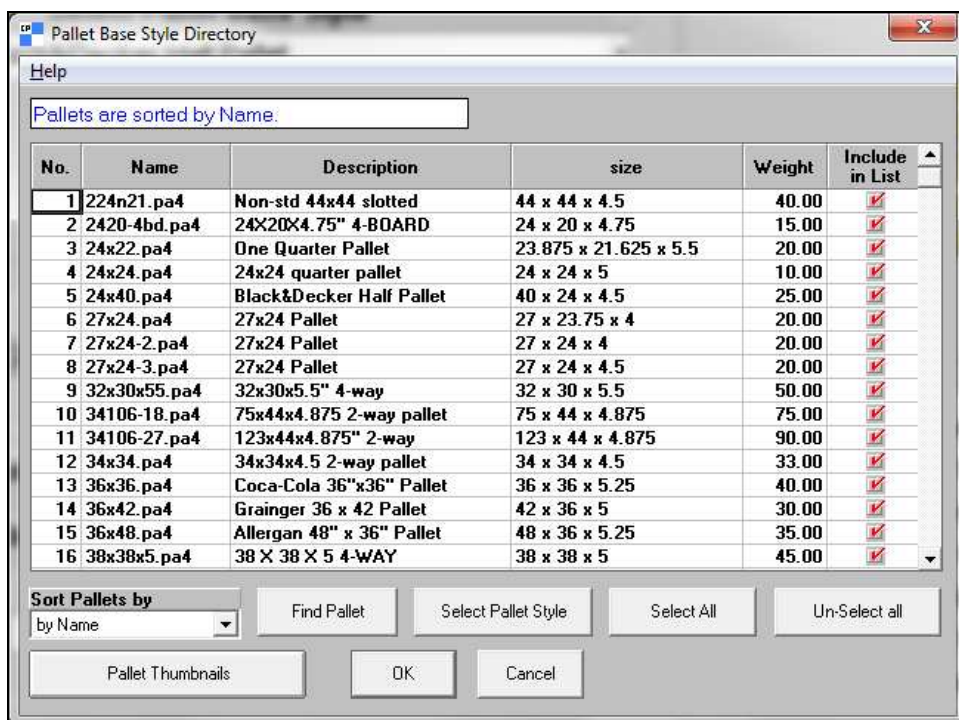 CP Pallet Base Style Directory
Help
Pallets are sorted by Name.
No. Name Description size Weight Include in List
1 224n21.pa4 Non-std 44x44 slotted 44 x 44 x 4.5 40.00
2 2420-4bd.pa4 24X20X4.75" 4-BOARD 24 x 20 x 4.75 15.00
3 24x22.pa4 One Quarter Pallet 23.875 x 21.625 x 5.5 20.00
4 24x24.pa4 24x24 quarter pallet 24 x 24 x 5 10.00
5 24x40.pa4 Black&Decker Half Pallet 40 x 24 x 4.5 25.00
6 27x24.pa4 27x24 Pallet 27 x 23.75 x 4 20.00
7 27x24-2.pa4 27x24 Pallet 27 x 24 x 4 20.00
8 27x24-3.pa4 27x24 Pallet 27 x 24 x 4.5 20.00
9 32x30x55.pa4 32x30x5.5" 4-way 32 x 30 x 5.5 50.00
10 34106-18.pa4 75x44x4.875 2-way pallet 75 x 44 x 4.875 75.00
11 34106-27.pa4 123x44x4.875" 2-way 123 x 44 x 4.875 90.00
12 34x34.pa4 34x34x4.5 2-way pallet 34 x 34 x 4.5 33.00
13 36x36.pa4 Coca-Cola 36"x36" Pallet 36 x 36 x 5.25 40.00
14 36x42.pa4 Grainger 36 x 42 Pallet 42 x 36 x 5 30.00
15 36x48.pa4 Allergan 48" x 36" Pallet 48 x 36 x 5.25 35.00
16 38x38x5.pa4 38 X 38 X 5 4-WAY 38 x 38 x 5 45.00
Sort Pallets by
by Name
Find Pallet Select Pallet Style Select All Un-Select all
Pallet Thumbnails OK Cancel